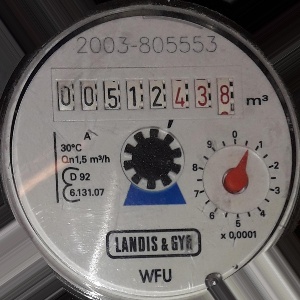 2003-805553
00512438 m³
A
30°C
Qn1,5 m³/h
D 92
6.131.07
0
9 1
8 2
7 3
6 4
5
x 0,0001
LANDIS & GYR
WFU